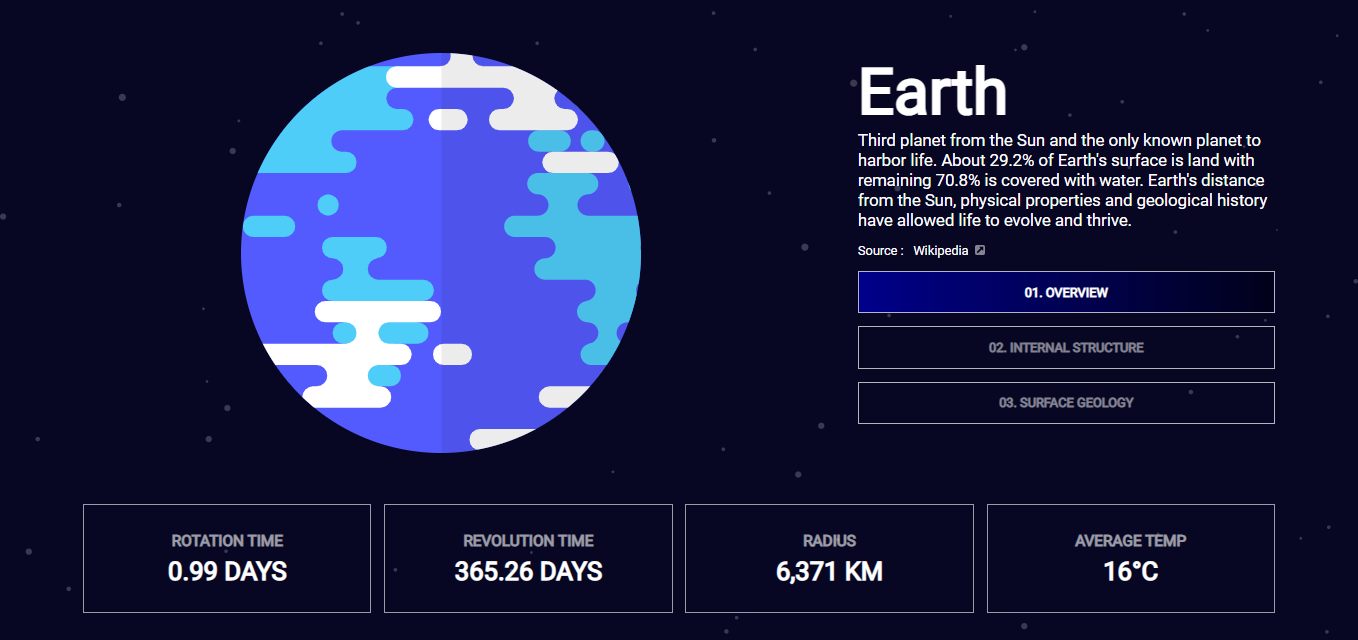 Earth
Third planet from the Sun and the only known planet to
harbor life. About 29.2% of Earth's surface is land with
remaining 70.8% is covered with water. Earth's distance
from the Sun, physical properties and geological history
have allowed life to evolve and thrive.
Source : Wikipedia
01. OVERVIEW
02. INTERNAL STRUCTURE
03. SURFACE GEOLOGY
ROTATION TIME
0.99 DAYS
REVOLUTION TIME
365.26 DAYS
RADIUS
6,371 KM
AVERAGE TEMP
16°C